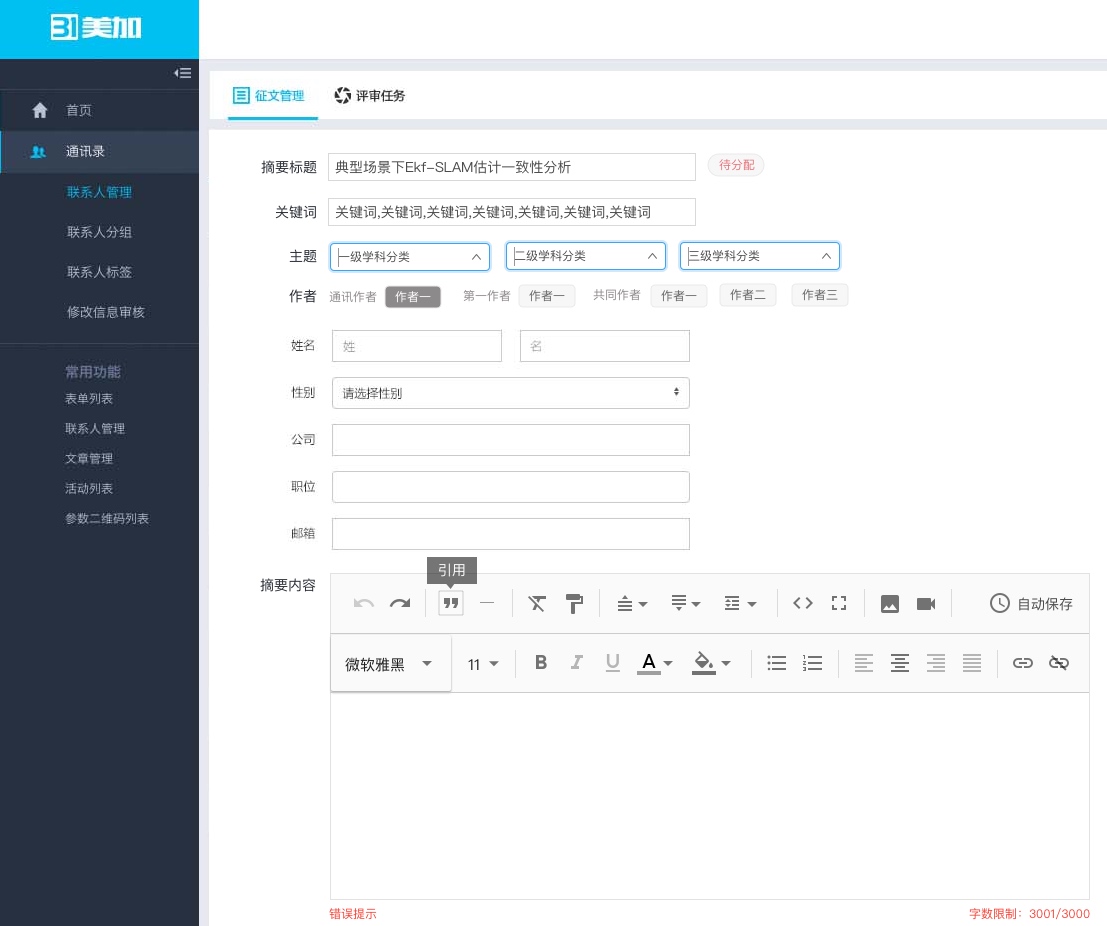 31美加
首页
通讯录
联系人管理
联系人分组
联系人标签
修改信息审核
常用功能
表单列表
联系人管理
文章管理
活动列表
参数二维码列表
征文管理 评审任务
摘要标题 典型场景下Ekf-SLAM估计一致性分析 待分配
关键词 关键词,关键词,关键词,关键词,关键词,关键词,关键词
主题 一级学科分类 二级学科分类 三级学科分类
作者 通讯作者 作者一 第一作者 作者一 共同作者 作者一 作者二 作者三
姓名 姓 名
性别 请选择性别
公司
职位
邮箱
引用
摘要内容 自动保存
微软雅黑 11 B I U A
错误提示 字数限制：3001/3000